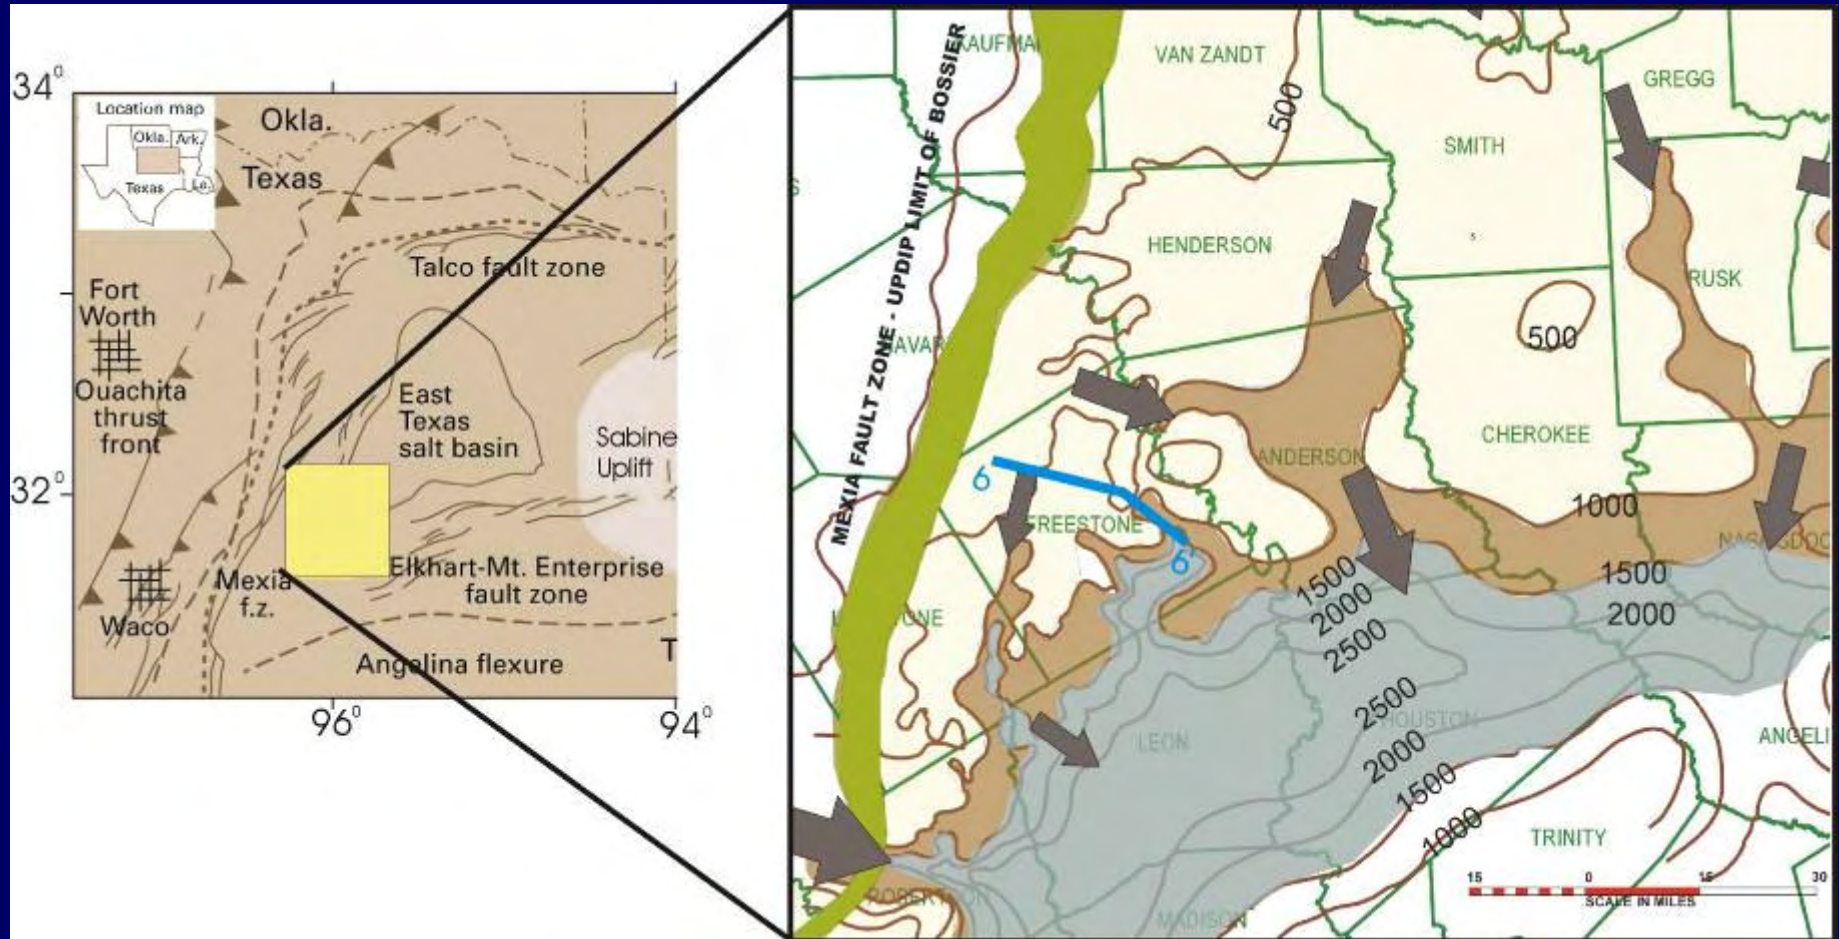 34°
Location map
Okla.
Ark.
Texas
La.
Okla.
Texas
Talco fault zone
Fort
Worth
Ouachita
thrust
front
East
Texas
salt basin
Sabine
Uplift
32°
Mexia
f.z.
Elkhart-Mt. Enterprise
fault zone
Waco
Angelina flexure
T
96°
94°
MEXIA FAULT ZONE - UPDIP LIMIT OF BOSSIER
KAUFMA
VAN ZANDT
500
GREGG
SMITH
S
HENDERSON
RUSK
AVAR
500
CHEROKEE
ANDERSON
6
FREESTONE
6'
1000
1500
2000
1500
2000
2500
2500
2000
1500
1000
HOUSTON
LEON
ANGELI
TRINITY
MADISON
15
0
15
30
SCALE IN MILES